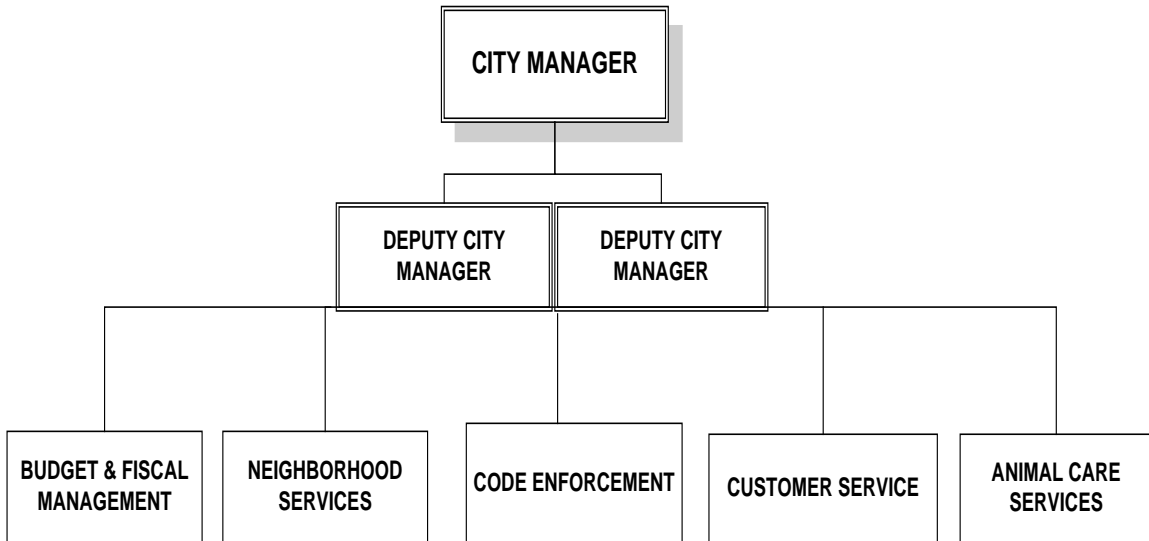 CITY MANAGER
DEPUTY CITY
MANAGER
DEPUTY CITY
MANAGER
BUDGET & FISCAL
MANAGEMENT
NEIGHBORHOOD
SERVICES
CODE ENFORCEMENT
CUSTOMER SERVICE
ANIMAL CARE
SERVICES